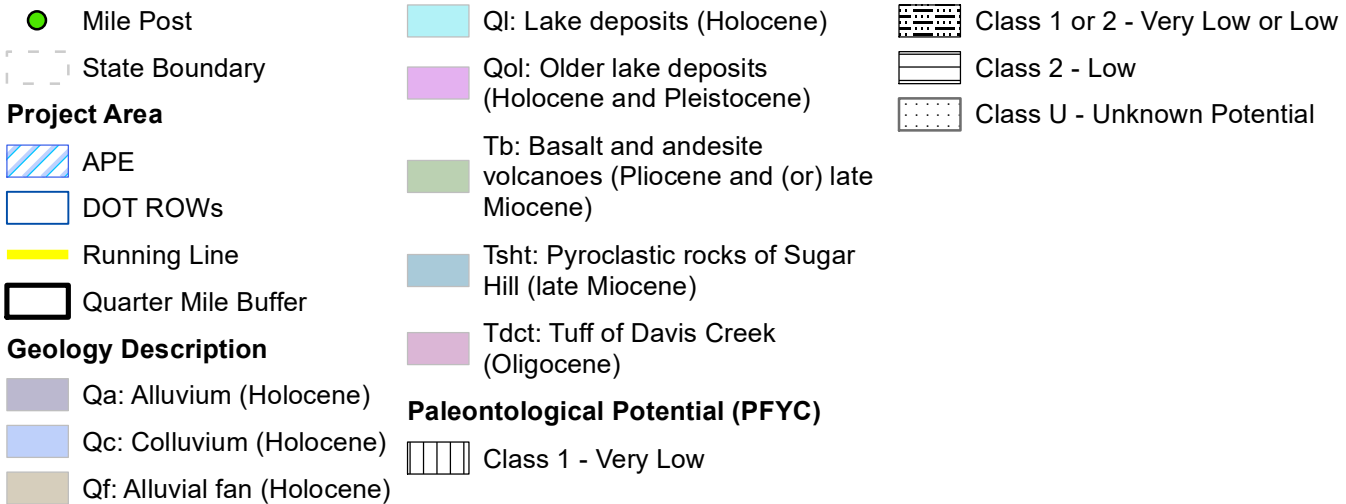 Mile Post
State Boundary
Project Area
APE
DOT ROWs
Running Line
Quarter Mile Buffer
Geology Description
Qa: Alluvium (Holocene)
Qc: Colluvium (Holocene)
Qf: Alluvial fan (Holocene)
Ql: Lake deposits (Holocene)
Qol: Older lake deposits
(Holocene and Pleistocene)
Tb: Basalt and andesite
volcanoes (Pliocene and (or) late
Miocene)
Tsht: Pyroclastic rocks of Sugar
Hill (late Miocene)
Tdct: Tuff of Davis Creek
(Oligocene)
Paleontological Potential (PFYC)
Class 1 - Very Low
Class 1 or 2 - Very Low or Low
Class 2 - Low
Class U - Unknown Potential